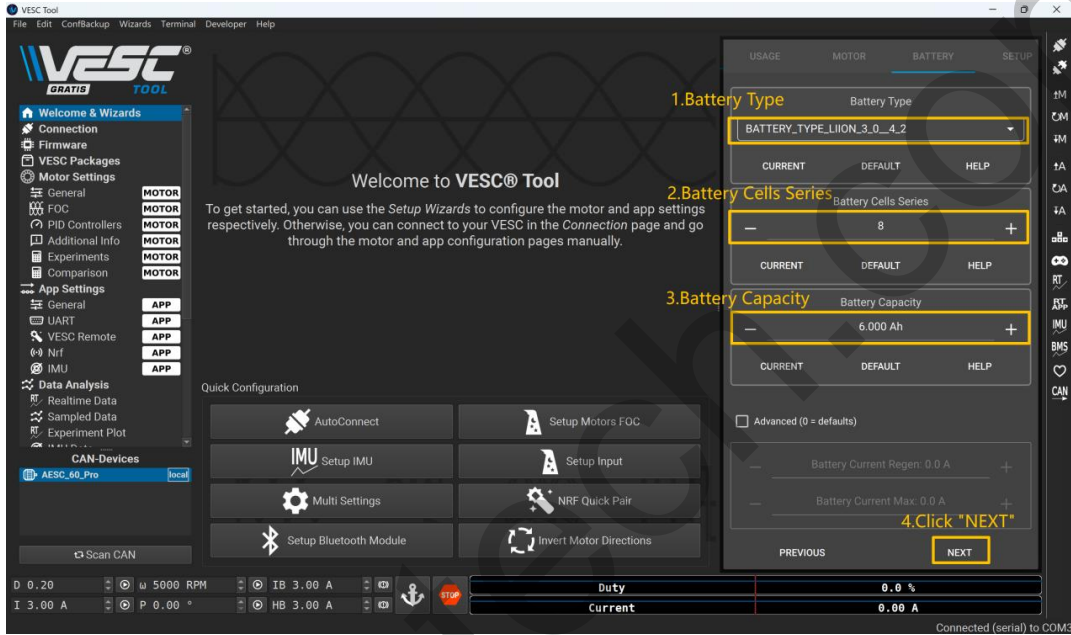 VESC Tool
File Edit ConfBackup Wizards Terminal Developer Help
VESC®
GRATIS TOOL
Welcome & Wizards
Connection
Firmware
VESC Packages
Motor Settings
General MOTOR
FOC MOTOR
PID Controllers MOTOR
Additional Info MOTOR
Experiments MOTOR
Comparison MOTOR
App Settings
General APP
UART APP
VESC Remote APP
Nrf APP
IMU APP
Data Analysis
Realtime Data
Sampled Data
Experiment Plot
CAN-Devices
AESC_60_Pro local
Scan CAN
Welcome to VESC® Tool
To get started, you can use the Setup Wizards to configure the motor and app settings
respectively. Otherwise, you can connect to your VESC in the Connection page and go
through the motor and app configuration pages manually.
Quick Configuration
AutoConnect Setup Motors FOC
IMU Setup IMU Setup Input
Multi Settings NRF Quick Pair
Setup Bluetooth Module Invert Motor Directions
USAGE MOTOR BATTERY SETUP
1.Battery Type
Battery Type
BATTERY_TYPE_LIION_3_0__4_2
CURRENT DEFAULT HELP
2.Battery Cells Series
Battery Cells Series
— 8 +
CURRENT DEFAULT HELP
3.Battery Capacity
Battery Capacity
— 6.000 Ah +
CURRENT DEFAULT HELP
Advanced (0 = defaults)
— Battery Current Regen: 0.0 A +
— Battery Current Max: 0.0 A +
4.Click "NEXT"
PREVIOUS NEXT
↑M
↻M
↓M
↑A
↻A
↓A
RT
RT APP
IMU
BMS
CAN
D 0.20 ω 5000 RPM IB 3.00 A
I 3.00 A P 0.00 ° HB 3.00 A
STOP
Duty 0.0 %
Current 0.00 A
Connected (serial) to COM3
tech.com